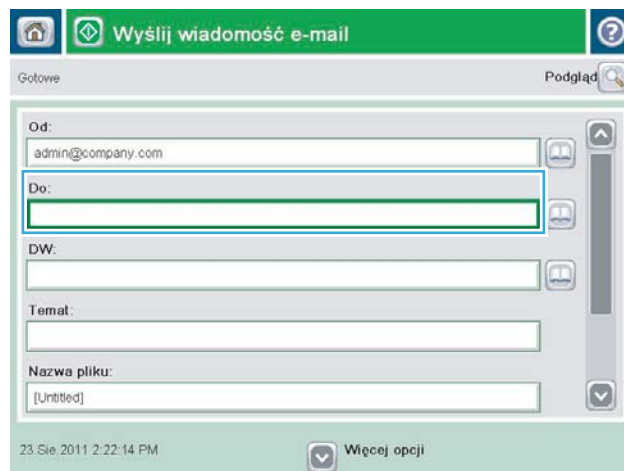 Wyślij wiadomość e-mail
Gotowe
Podgląd
Od:
admin@company.com
Do:
DW:
Temat:
Nazwa pliku:
[Untitled]
23 Sie 2011 2:22:14 PM
Więcej opcji